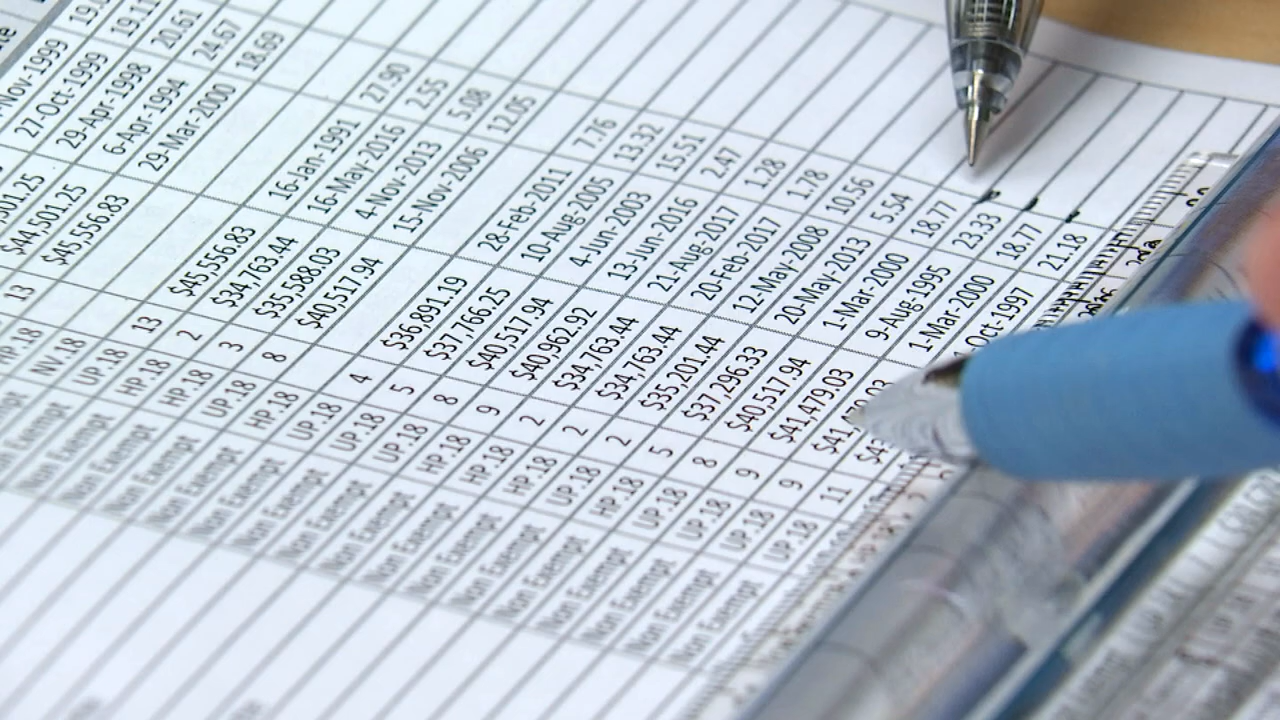 Nov-1999
27-Oct-1999 19.11
501.25 29-Apr-1998 20.61
$44,501.25 6-Apr-1994 24.67
13 $45,556.83 29-Mar-2000 18.69
HP.18
Non Exempt NV.18
Non Exempt UP.18 13 $45,556.83 16-Jan-1991 27.90
Non Exempt HP.18 2 $34,763.44 16-May-2016 2.55
Non Exempt HP.18 3 $35,588.03 4-Nov-2013 5.08
Non Exempt UP.18 8 $40,517.94 15-Nov-2006 12.05
Non Exempt HP.18
Non Exempt UP.18 4 $36,891.19 28-Feb-2011 7.76
Non Exempt UP.18 5 $37,766.25 10-Aug-2005 13.32
Non Exempt UP.18 8 $40,517.94 4-Jun-2003 15.51
Non Exempt HP.18 9 $40,962.92 13-Jun-2016 2.47
Non Exempt HP.18 2 $34,763.44 21-Aug-2017 1.28
Non Exempt HP.18 2 $34,763.44 20-Feb-2017 1.78
Non Exempt UP.18 2 $35,201.44 12-May-2008 10.56
Non Exempt HP.18 5 $37,296.33 20-May-2013 5.54
Non Exempt UP.18 8 $40,517.94 1-Mar-2000 18.77
Non Exempt UP.18 9 $41,479.03 9-Aug-1995 23.33
Non Exempt UP.18 9 1-Mar-2000 18.77
Non Exempt UP 18 11 Oct-1997 21.18